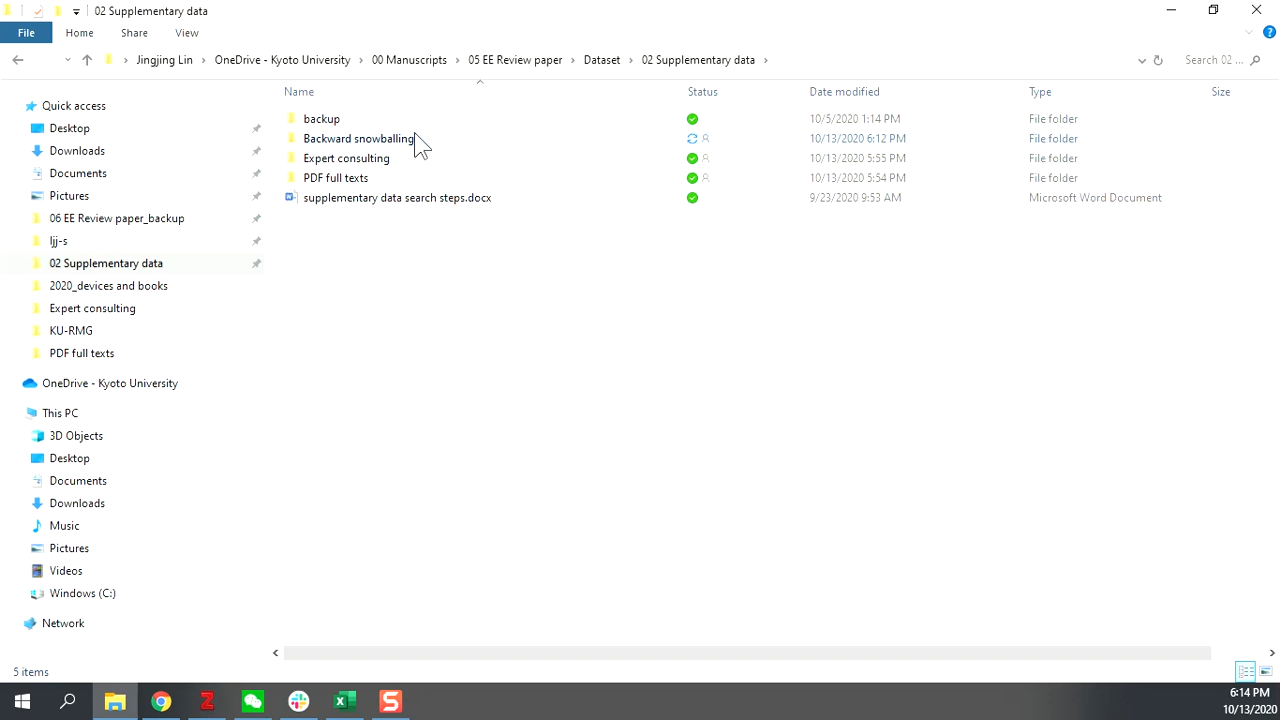 02 Supplementary data
File Home Share View
Jingjing Lin OneDrive - Kyoto University 00 Manuscripts 05 EE Review paper Dataset 02 Supplementary data Search 02 ...
Name Status Date modified Type Size
backup 10/5/2020 1:14 PM File folder
Backward snowballing 10/13/2020 6:12 PM File folder
Expert consulting 10/13/2020 5:55 PM File folder
PDF full texts 10/13/2020 5:54 PM File folder
supplementary data search steps.docx 9/23/2020 9:53 AM Microsoft Word Document
Quick access
Desktop
Downloads
Documents
Pictures
06 EE Review paper_backup
ljj-s
02 Supplementary data
2020_devices and books
Expert consulting
KU-RMG
PDF full texts
OneDrive - Kyoto University
This PC
3D Objects
Desktop
Documents
Downloads
Music
Pictures
Videos
Windows (C:)
Network
5 items
6:14 PM
10/13/2020